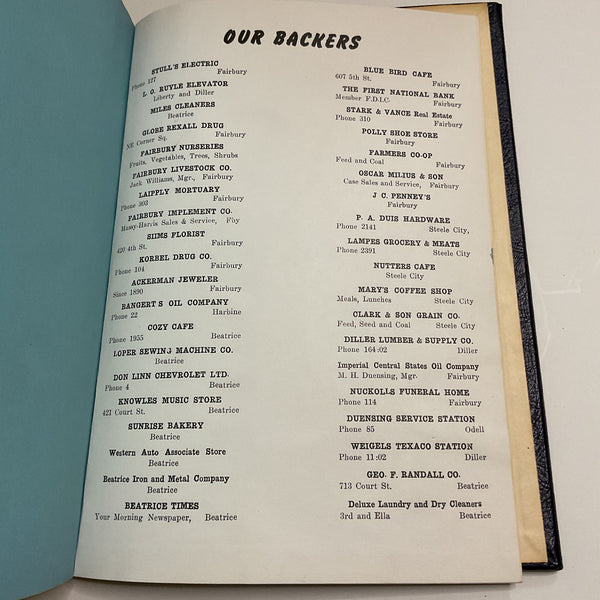 OUR BACKERS
STULL'S ELECTRIC
Phone 127 Fairbury
L. O. RUYLE ELEVATOR
Liberty and Diller
MILES CLEANERS
Beatrice
GLOBE REXALL DRUG
NE Corner Sq. Fairbury
FAIRBURY NURSERIES
Fruits, Vegetables, Trees, Shrubs
FAIRBURY LIVESTOCK CO.
Jack Williams, Mgr., Fairbury
LAIPPLY MORTUARY
Phone 303 Fairbury
FAIRBURY IMPLEMENT CO.
Massy-Harris Sales & Service, Fby
SIIMS FLORIST
420 4th St. Fairbury
KORBEL DRUG CO.
Phone 104 Fairbury
ACKERMAN JEWELER
Since 1890 Fairbury
BANGERT'S OIL COMPANY
Phone 22 Harbine
COZY CAFE
Phone 1955 Beatrice
LOPER SEWING MACHINE CO.
Beatrice
DON LINN CHEVROLET LTD.
Phone 4 Beatrice
KNOWLES MUSIC STORE
421 Court St. Beatrice
SUNRISE BAKERY
Beatrice
Western Auto Associate Store
Beatrice
Beatrice Iron and Metal Company
Beatrice
BEATRICE TIMES
Your Morning Newspaper, Beatrice
BLUE BIRD CAFE
607 5th St. Fairbury
THE FIRST NATIONAL BANK
Member F.D.I.C. Fairbury
STARK & VANCE Real Estate
Phone 310 Fairbury
POLLY SHOE STORE
Fairbury
FARMERS CO-OP
Feed and Coal Fairbury
OSCAR MILIUS & SON
Case Sales and Service, Fairbury
J C. PENNEY'S
Fairbury
P. A. DUIS HARDWARE
Phone 2141 Steele City,
LAMPES GROCERY & MEATS
Phone 2391 Steele City
NUTTERS CAFE
Steele City
MARY'S COFFEE SHOP
Meals, Lunches Steele City
CLARK & SON GRAIN CO.
Feed, Seed and Coal Steele City
DILLER LUMBER & SUPPLY CO.
Phone 164:02 Diller
Imperial Central States Oil Company
M. H. Duensing, Mgr. Fairbury
NUCKOLLS FUNERAL HOME
Phone 114 Fairbury
DUENSING SERVICE STATION
Phone 85 Odell
WEIGELS TEXACO STATION
Phone 11:02 Diller
GEO. F. RANDALL CO.
713 Court St. Beatrice
Deluxe Laundry and Dry Cleaners
3rd and Ella Beatrice